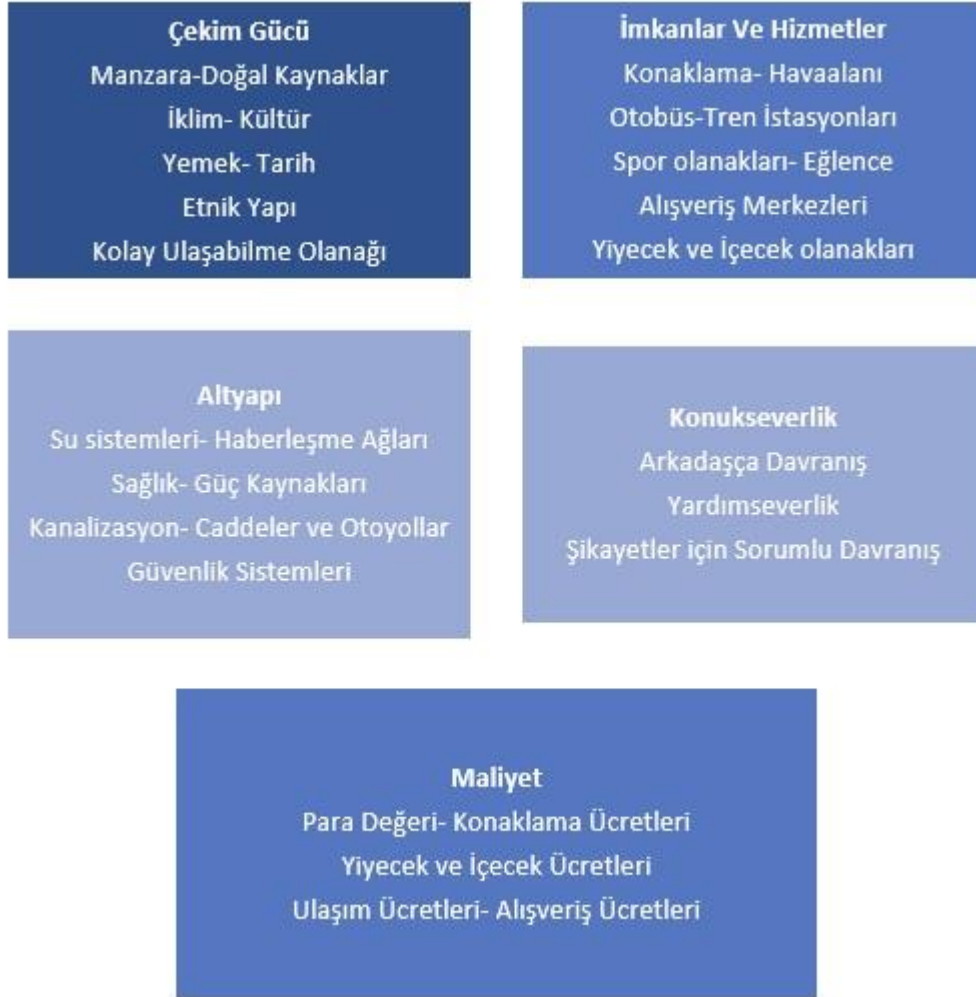 Çekim Gücü
Manzara-Doğal Kaynaklar
İklim- Kültür
Yemek- Tarih
Etnik Yapı
Kolay Ulaşabilme Olanağı
İmkanlar Ve Hizmetler
Konaklama- Havaalanı
Otobüs-Tren İstasyonları
Spor olanakları- Eğlence
Alışveriş Merkezleri
Yiyecek ve İçecek olanakları
Altyapı
Su sistemleri- Haberleşme Ağları
Sağlık- Güç Kaynakları
Kanalizasyon- Caddeler ve Otoyollar
Güvenlik Sistemleri
Konukseverlik
Arkadaşça Davranış
Yardımseverlik
Şikayetler için Sorumlu Davranış
Maliyet
Para Değeri- Konaklama Ücretleri
Yiyecek ve İçecek Ücretleri
Ulaşım Ücretleri- Alışveriş Ücretleri